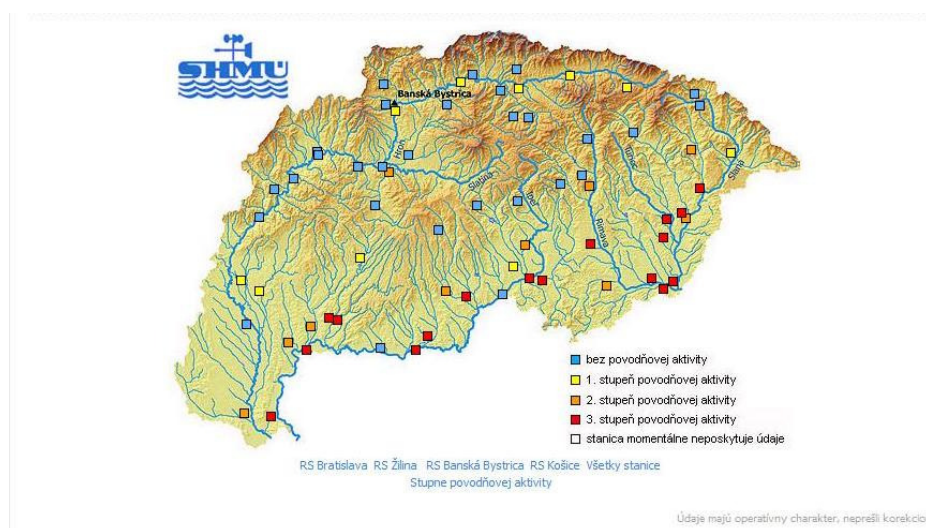 SHMÚ
Banská Bystrica
Hron
Slatina
Ipeľ
Rimava
Turiec
Slaná
bez povodňovej aktivity
1. stupeň povodňovej aktivity
2. stupeň povodňovej aktivity
3. stupeň povodňovej aktivity
stanica momentálne neposkytuje údaje
RS Bratislava RS Žilina RS Banská Bystrica RS Košice Všetky stanice
Stupne povodňovej aktivity
Údaje majú operatívny charakter, neprešli korekcio